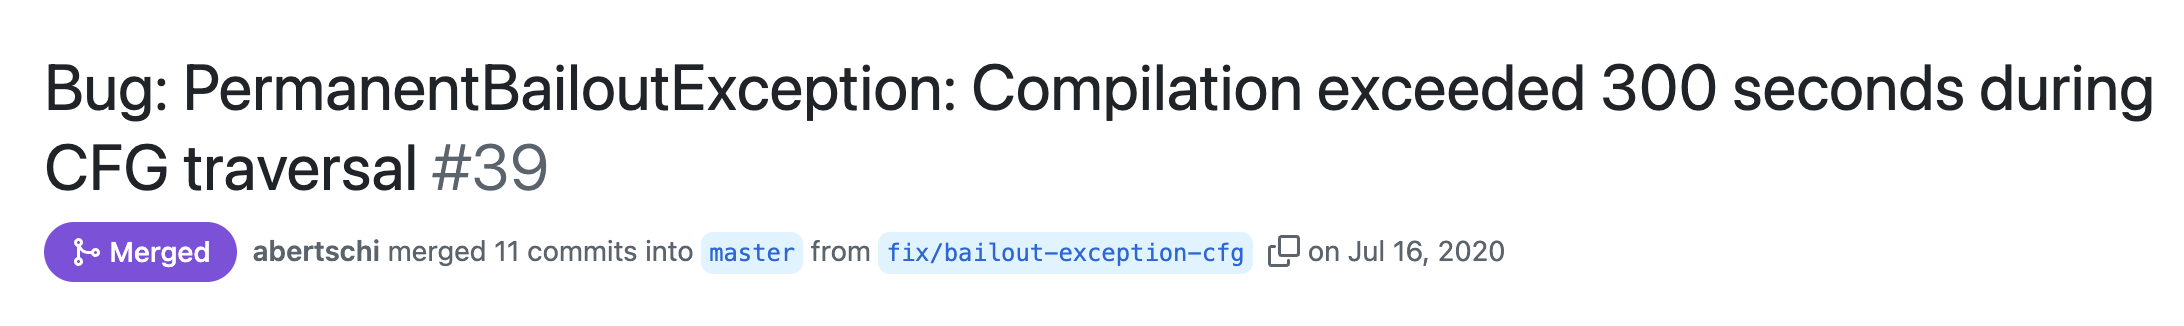 Bug: PermanentBailoutException: Compilation exceeded 300 seconds during
CFG traversal #39
Merged abertschi merged 11 commits into master from fix/bailout-exception-cfg on Jul 16, 2020